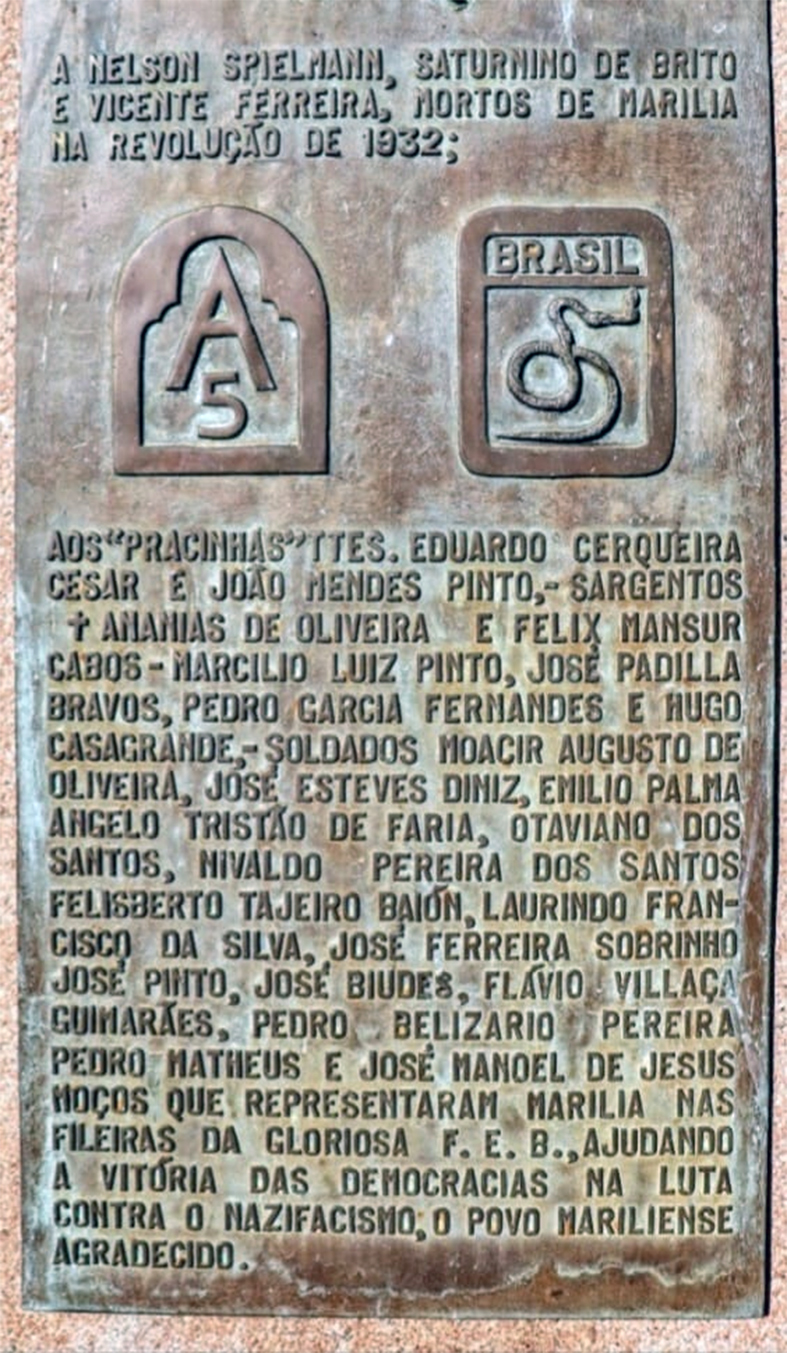 A NELSON SPIELMANN, SATURNINO DE BRITO
E VICENTE FERREIRA, MORTOS DE MARILIA
NA REVOLUÇÃO DE 1932;
A
5
BRASIL
AOS "PRACINHAS" TTES. EDUARDO CERQUEIRA
CESAR E JOÃO MENDES PINTO,- SARGENTOS
✝ ANANIAS DE OLIVEIRA E FELIX MANSUR
CABOS - MARCILIO LUIZ PINTO, JOSÉ PADILLA
BRAVOS, PEDRO GARCIA FERNANDES E HUGO
CASAGRANDE,- SOLDADOS MOACIR AUGUSTO DE
OLIVEIRA, JOSÉ ESTEVES DINIZ, EMILIO PALMA
ANGELO TRISTÃO DE FARIA, OTAVIANO DOS
SANTOS, NIVALDO PEREIRA DOS SANTOS
FELISBERTO TAJEIRO BAIÓN, LAURINDO FRAN-
CISCO DA SILVA, JOSÉ FERREIRA SOBRINHO
JOSÉ PINTO, JOSÉ BIUDES, FLÁVIO VILLAÇA
GUIMARÃES, PEDRO BELIZARIO PEREIRA
PEDRO MATHEUS E JOSÉ MANOEL DE JESUS
MOÇOS QUE REPRESENTARAM MARILIA NAS
FILEIRAS DA GLORIOSA F. E. B., AJUDANDO
A VITÓRIA DAS DEMOCRACIAS NA LUTA
CONTRA O NAZIFACISMO, O POVO MARILIENSE
AGRADECIDO.